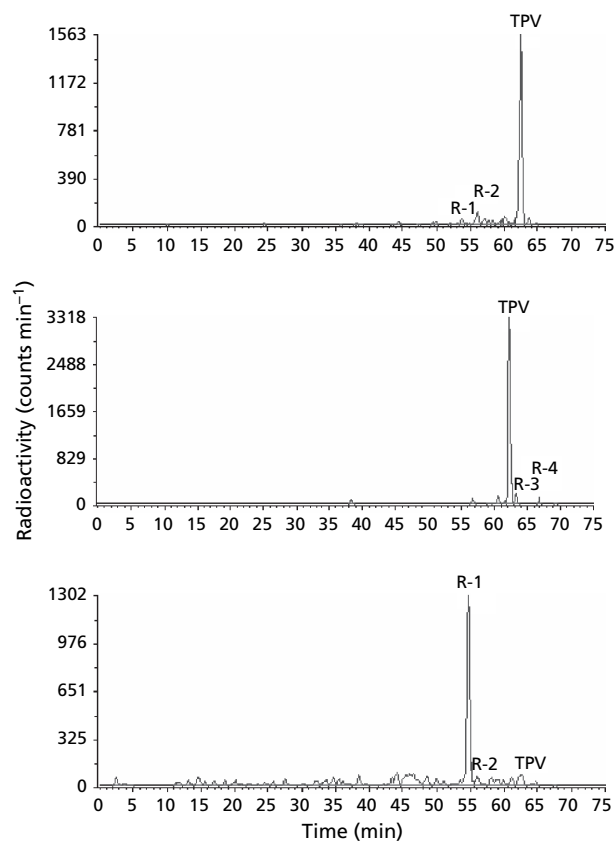 1563
TPV
1172
781
390
R-2
R-1
0
0 5 10 15 20 25 30 35 40 45 50 55 60 65 70 75
3318
TPV
2488
1659
829
R-4
R-3
0
0 5 10 15 20 25 30 35 40 45 50 55 60 65 70 75
Radioactivity (counts min⁻¹)
1302
R-1
976
651
325
R-2 TPV
0
0 5 10 15 20 25 30 35 40 45 50 55 60 65 70 75
Time (min)